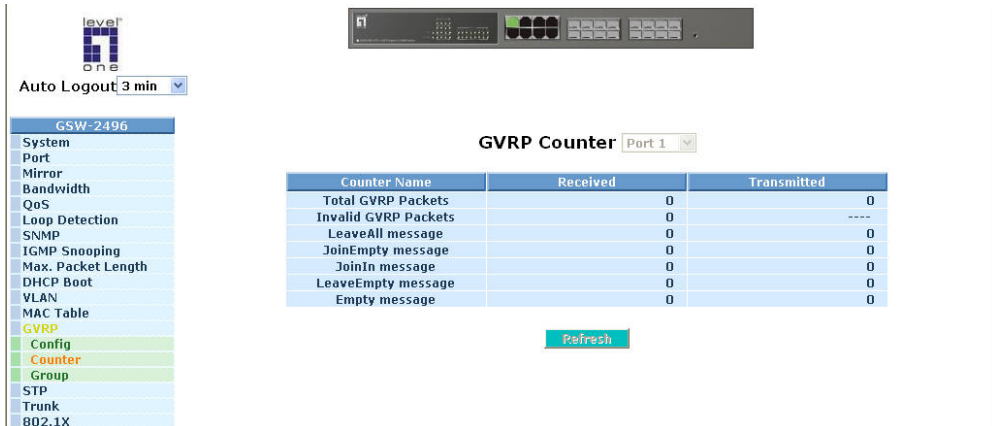 level
one
Auto Logout 3 min
GSW-2496
System
Port
Mirror
Bandwidth
QoS
Loop Detection
SNMP
IGMP Snooping
Max. Packet Length
DHCP Boot
VLAN
MAC Table
GVRP
Config
Counter
Group
STP
Trunk
802.1X
GVRP Counter Port 1
Counter Name Received Transmitted
Total GVRP Packets 0 0
Invalid GVRP Packets 0 ----
LeaveAll message 0 0
JoinEmpty message 0 0
JoinIn message 0 0
LeaveEmpty message 0 0
Empty message 0 0
Refresh